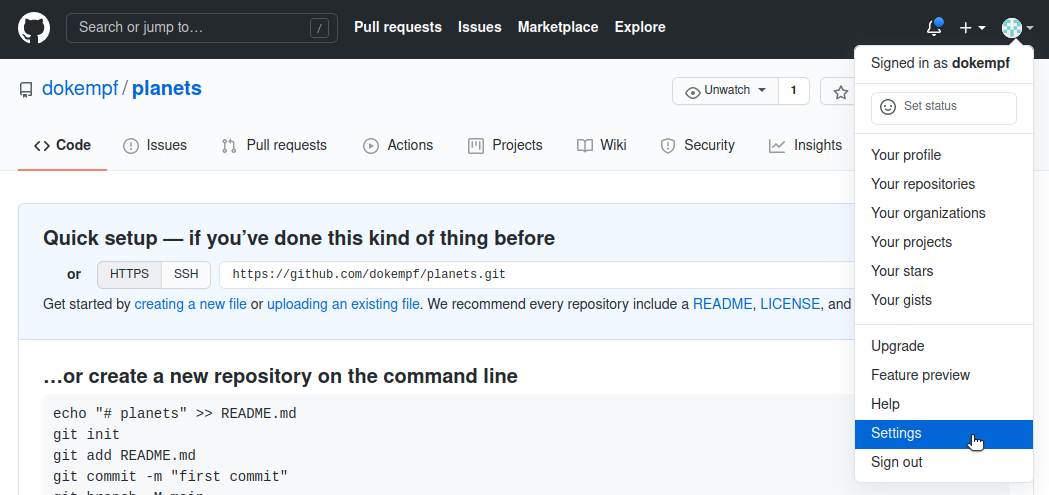 Search or jump to… /
Pull requests Issues Marketplace Explore
Signed in as dokempf
Set status
Your profile
Your repositories
Your organizations
Your projects
Your stars
Your gists
Upgrade
Feature preview
Help
Settings
Sign out
dokempf / planets
Unwatch 1
Code Issues Pull requests Actions Projects Wiki Security Insights
Quick setup — if you’ve done this kind of thing before
or HTTPS SSH https://github.com/dokempf/planets.git
Get started by creating a new file or uploading an existing file. We recommend every repository include a README, LICENSE, and
…or create a new repository on the command line
echo "# planets" >> README.md
git init
git add README.md
git commit -m "first commit"
git branch -M main